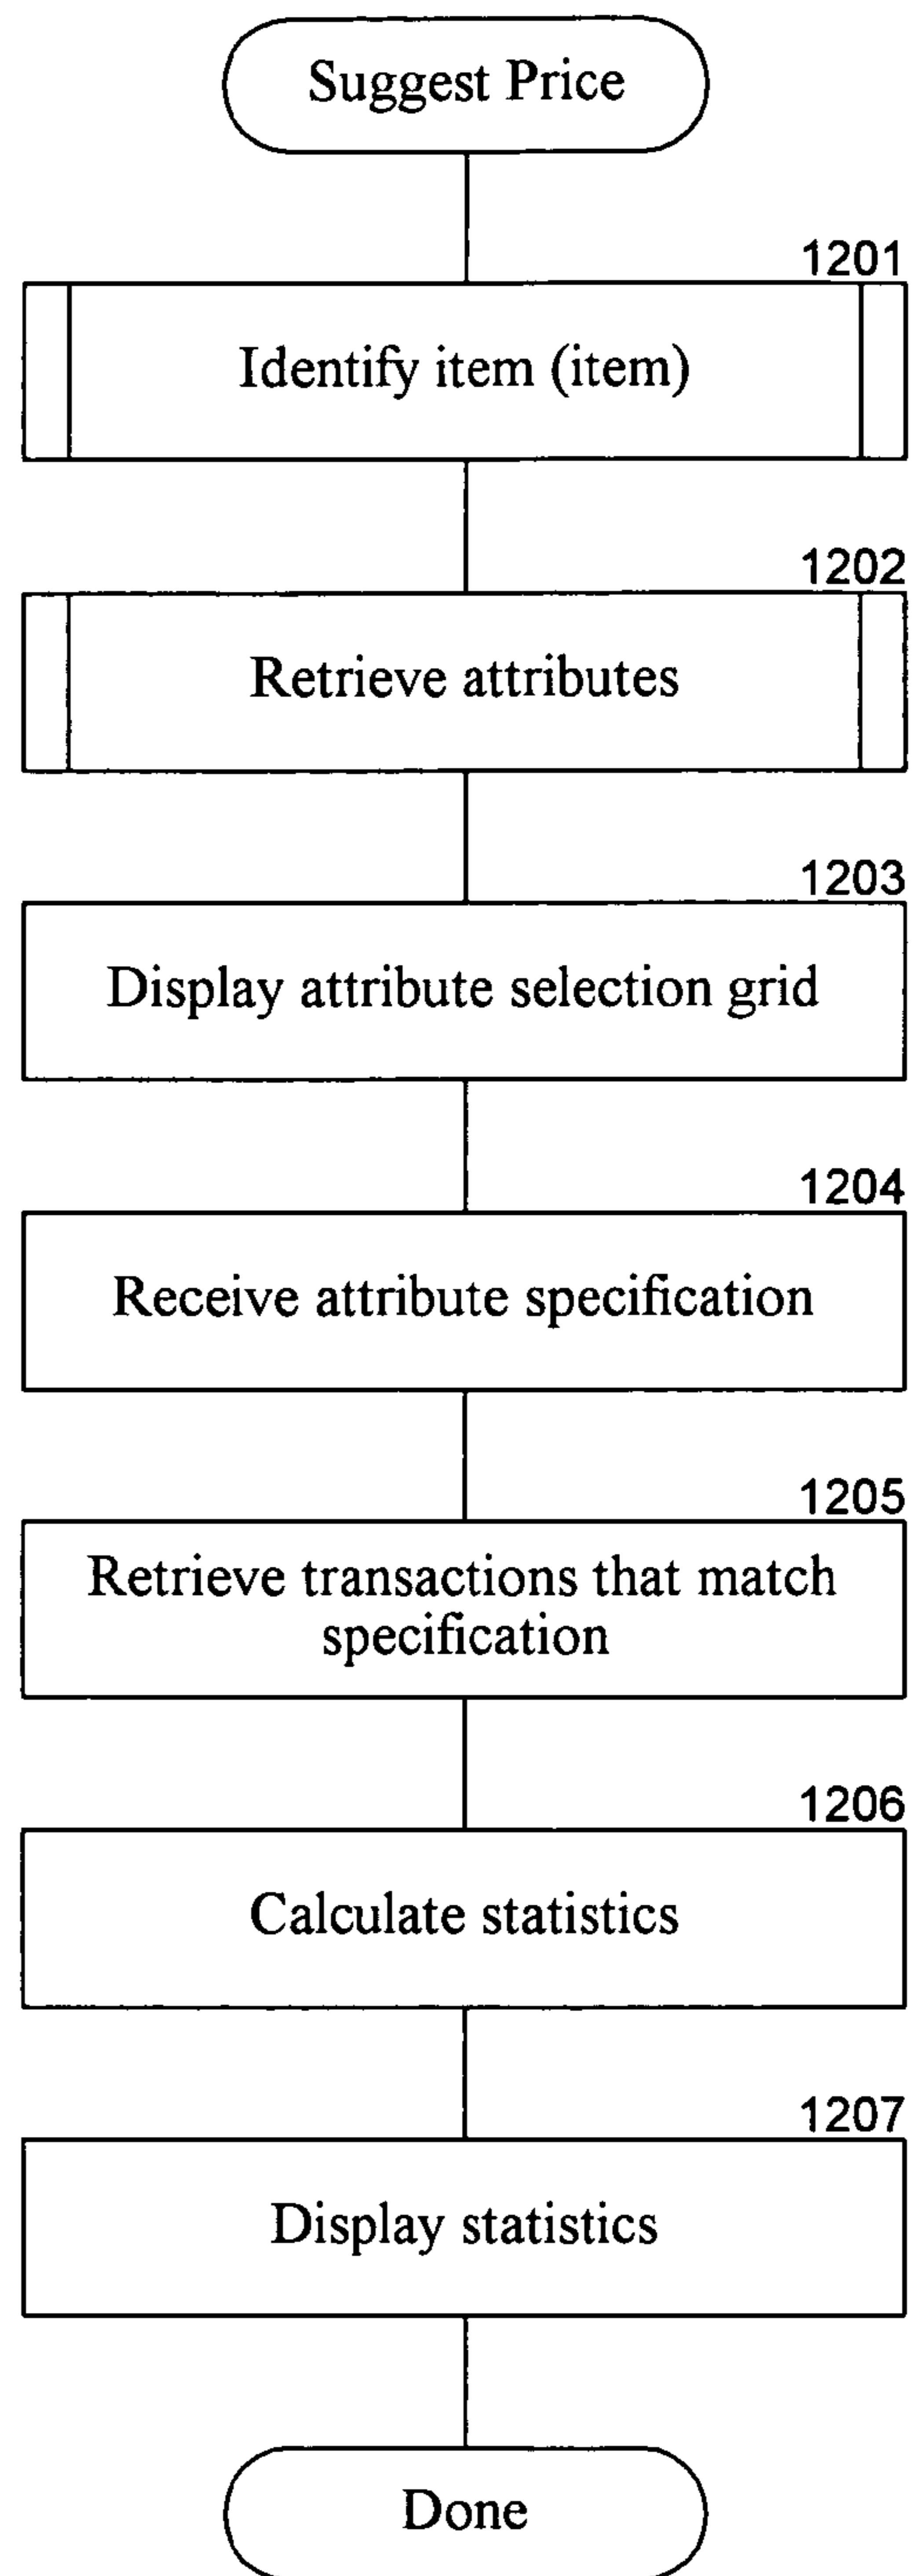 Suggest Price
1201
Identify item (item)
1202
Retrieve attributes
1203
Display attribute selection grid
1204
Receive attribute specification
1205
Retrieve transactions that match
specification
1206
Calculate statistics
1207
Display statistics
Done